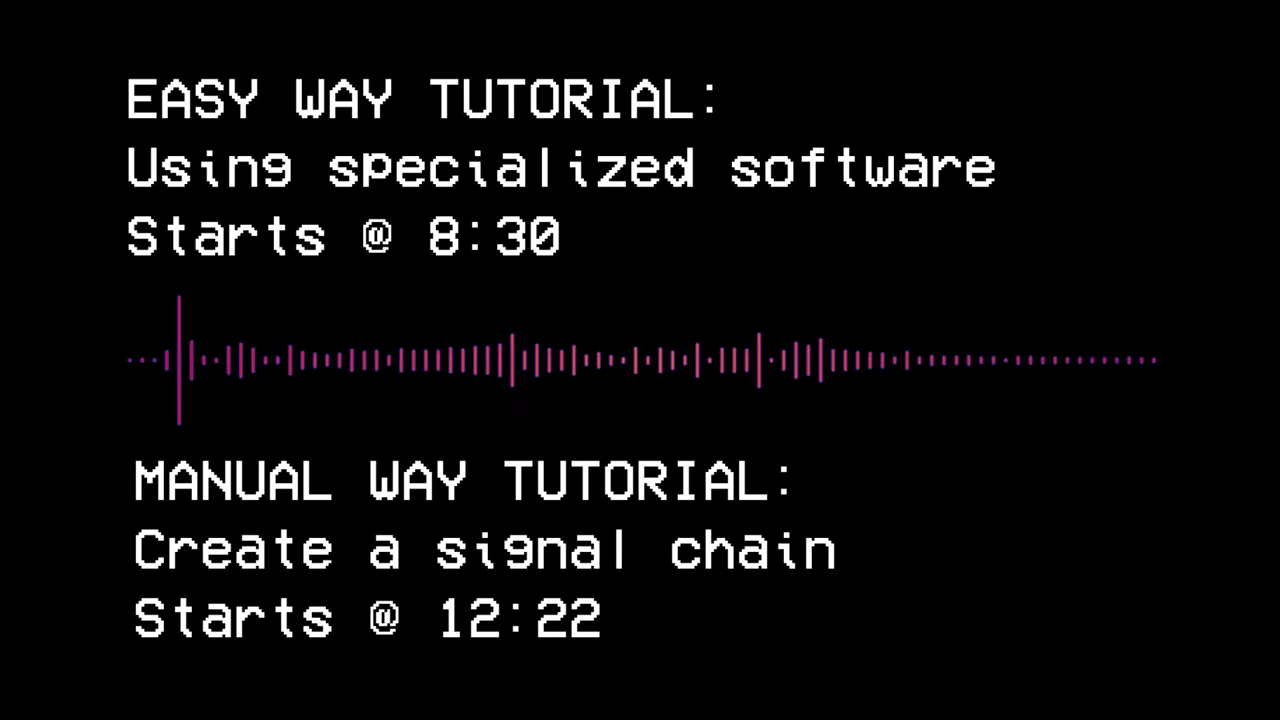 EASY WAY TUTORIAL:
Using specialized software
Starts @ 8:30
MANUAL WAY TUTORIAL:
Create a signal chain
Starts @ 12:22